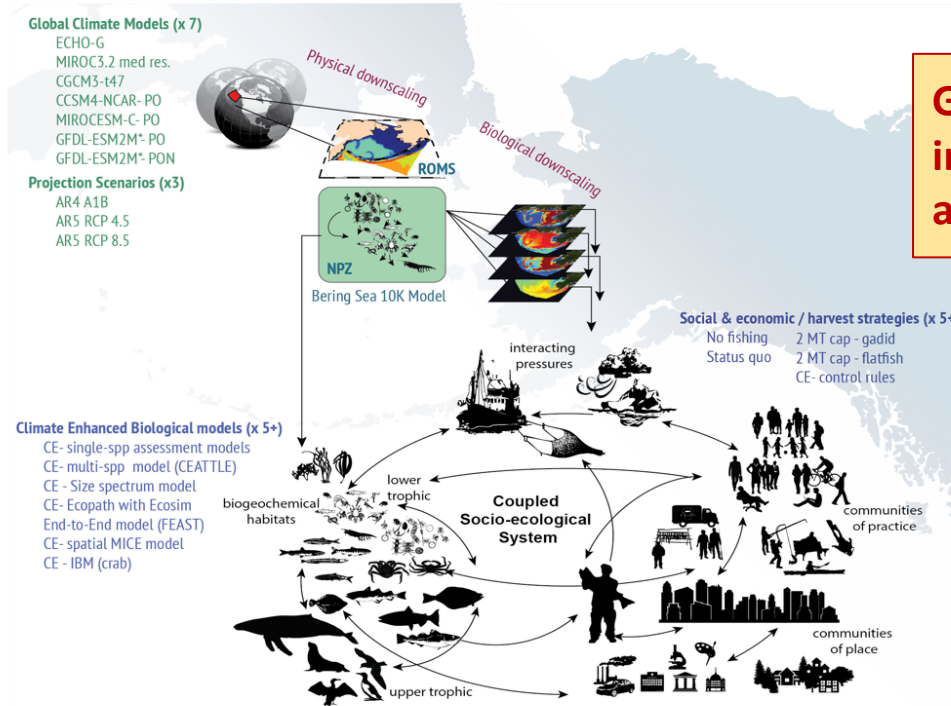 Global Climate Models (x 7)
ECHO-G
MIROC3.2 med res.
CGCM3-t47
CCSM4-NCAR- PO
MIROCESM-C- PO
GFDL-ESM2M*- PO
GFDL-ESM2M*- PON
Projection Scenarios (x3)
AR4 A1B
AR5 RCP 4.5
AR5 RCP 8.5
Physical downscaling
ROMS
Biological downscaling
NPZ
Bering Sea 10K Model
G
in
a
Social & economic / harvest strategies (x 5+
No fishing
2 MT cap - gadid
Status quo
2 MT cap - flatfish
CE- control rules
interacting
pressures
Climate Enhanced Biological models (x 5+)
CE- single-spp assessment models
CE- multi-spp model (CEATTLE)
CE - Size spectrum model
CE- Ecopath with Ecosim
End-to-End model (FEAST)
CE- spatial MICE model
CE - IBM (crab)
biogeochemical
habitats
lower
trophic
Coupled
Socio-ecological
System
communities
of practice
communities
of place
upper trophic